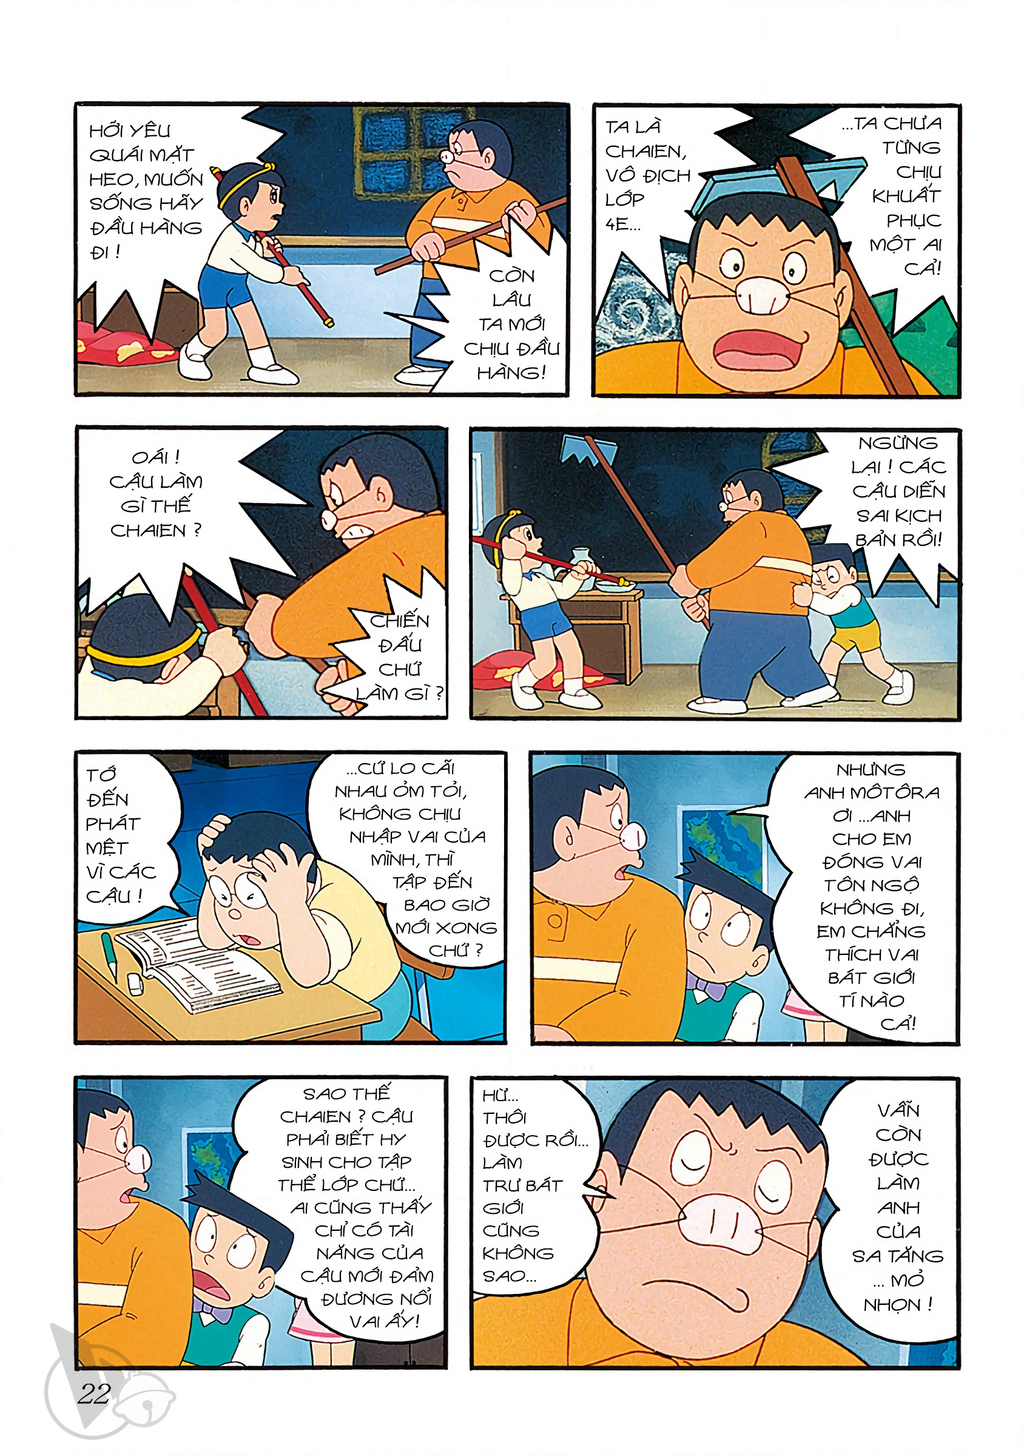 HỠI YÊU
QUÁI MẶT
HEO, MUỐN
SỐNG HÃY
ĐẦU HÀNG
ĐI !
CÒN
LÂU
TA MỚI
CHỊU ĐẦU
HÀNG!
TA LÀ
CHAIEN,
VÔ ĐỊCH
LỚP
4E...
...TA CHƯA
TỪNG
CHỊU
KHUẤT
PHỤC
MỘT AI
CẢ!
OÁI !
CẬU LÀM
GÌ THẾ
CHAIEN ?
CHIẾN
ĐẤU
CHỨ
LÀM GÌ ?
NGỪNG
LẠI ! CÁC
CẬU DIỄN
SAI KỊCH
BẢN RỒI!
TỚ
ĐẾN
PHÁT
MỆT
VÌ CÁC
CẬU !
...CỨ LO CÃI
NHAU ỎM TỎI,
KHÔNG CHỊU
NHẬP VAI CỦA
MÌNH, THÌ
TẬP ĐẾN
BAO GIỜ
MỚI XONG
CHỨ ?
NHƯNG
ANH MÔTÔRA
ƠI ...ANH
CHO EM
ĐÓNG VAI
TÔN NGỘ
KHÔNG ĐI,
EM CHẲNG
THÍCH VAI
BÁT GIỚI
TÍ NÀO
CẢ!
SAO THẾ
CHAIEN ? CẬU
PHẢI BIẾT HY
SINH CHO TẬP
THỂ LỚP CHỨ...
AI CŨNG THẤY
CHỈ CÓ TÀI
NĂNG CỦA
CẬU MỚI ĐẢM
ĐƯƠNG NỔI
VAI ẤY!
HỪ...
THÔI
ĐƯỢC RỒI...
LÀM
TRƯ BÁT
GIỚI
CŨNG
KHÔNG
SAO...
VẪN
CÒN
ĐƯỢC
LÀM
ANH
CỦA
SA TĂNG
... MỎ
NHỌN !
22